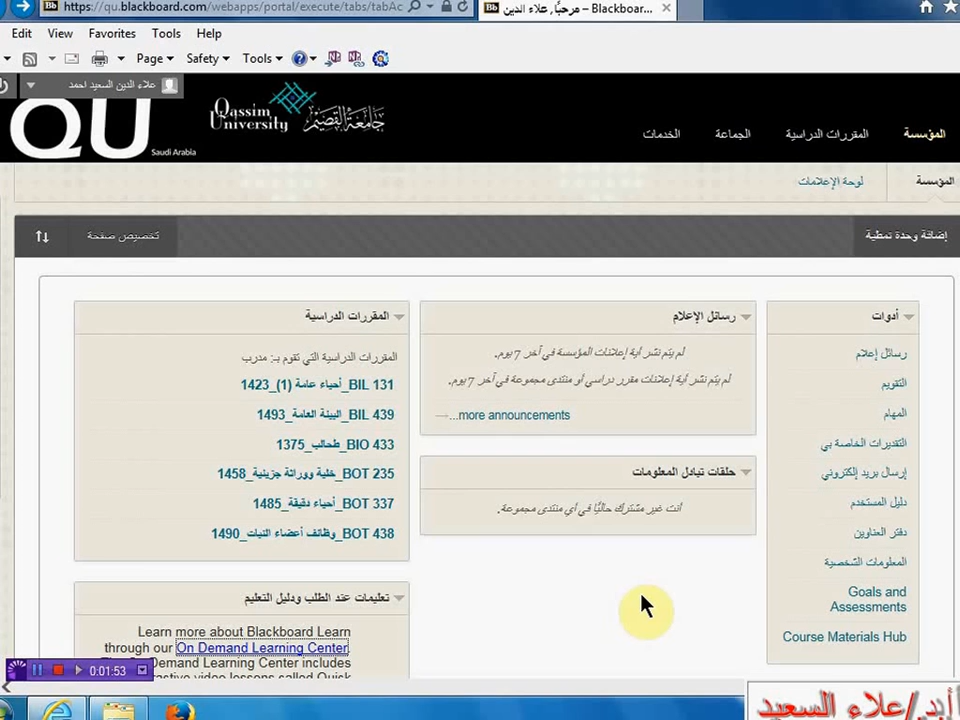 https://qu.blackboard.com/webapps/portal/execute/tabs/tabAc
مرحبًا, علاء الدين – Blackboard...
Edit View Favorites Tools Help
Page Safety Tools
علاء الدين السعيد احمد
QU
Saudi Arabia
Qassim
University
جامعة القصيم
المؤسسة
المقررات الدراسية
الجماعة
الخدمات
المؤسسة
لوحة الإعلامات
إضافة وحدة نمطية
تخصيص صفحة
أدوات
رسائل إعلام
التقويم
المهام
التقديرات الخاصة بي
إرسال بريد إلكتروني
دليل المستخدم
دفتر العناوين
المعلومات الشخصية
Goals and
Assessments
Course Materials Hub
رسائل الإعلام
لم يتم نشر أية إعلانات المؤسسة في آخر 7 يوم.
لم يتم نشر أية إعلانات مقرر دراسي أو منتدى مجموعة في آخر 7 يوم.
more announcements...
حلقات تبادل المعلومات
انت غير مشترك حاليًا في أي منتدى مجموعة.
المقررات الدراسية
المقررات الدراسية التي تقوم بـ: مدرب
BIL 131_أحياء عامة (1)_1423
BIL 439_البيئة العامة_1493
BIO 433_طحالب_1375
BOT 235_خلية ووراثة جزيئية_1458
BOT 337_أحياء دقيقة_1485
BOT 438_وظائف أعضاء النبات_1490
تعليمات عند الطلب ودليل التعليم
Learn more about Blackboard Learn
through our On Demand Learning Center.
Demand Learning Center includes
video lessons called Quick
0:01:53
أ.د/علاء السعيد